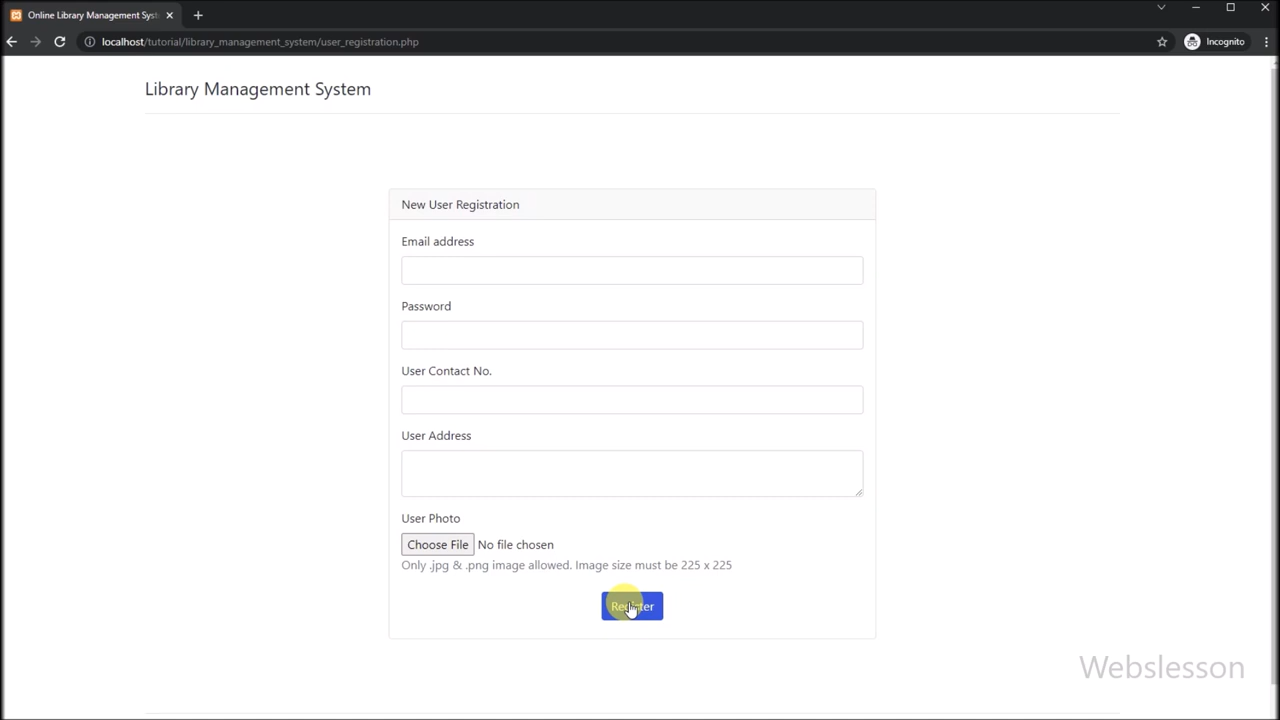 Online Library Management Syst
localhost/tutorial/library_management_system/user_registration.php
Incognito
Library Management System
New User Registration
Email address
Password
User Contact No.
User Address
User Photo
Choose File No file chosen
Only .jpg & .png image allowed. Image size must be 225 x 225
Register
Webslesson